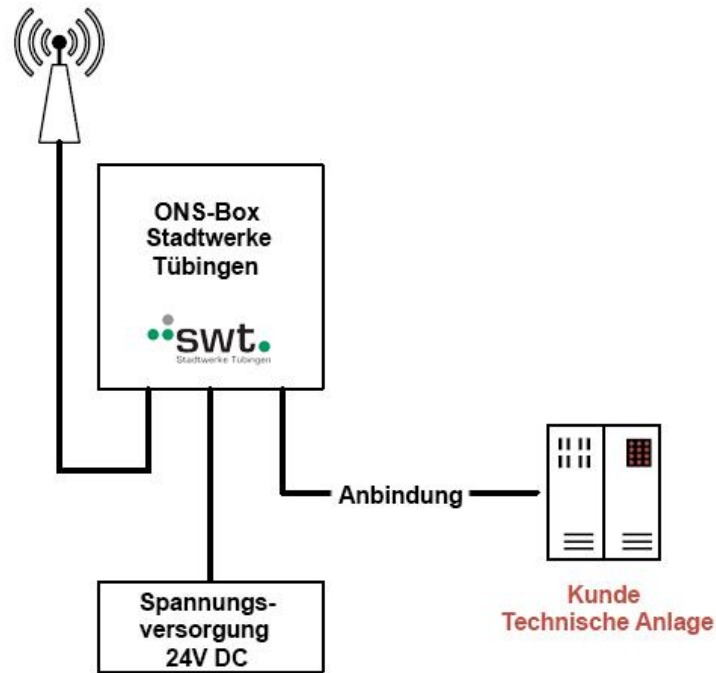 ONS-Box
Stadtwerke
Tübingen
swt.
Stadtwerke Tübingen
Anbindung
Spannungs-
versorgung
24V DC
Kunde
Technische Anlage